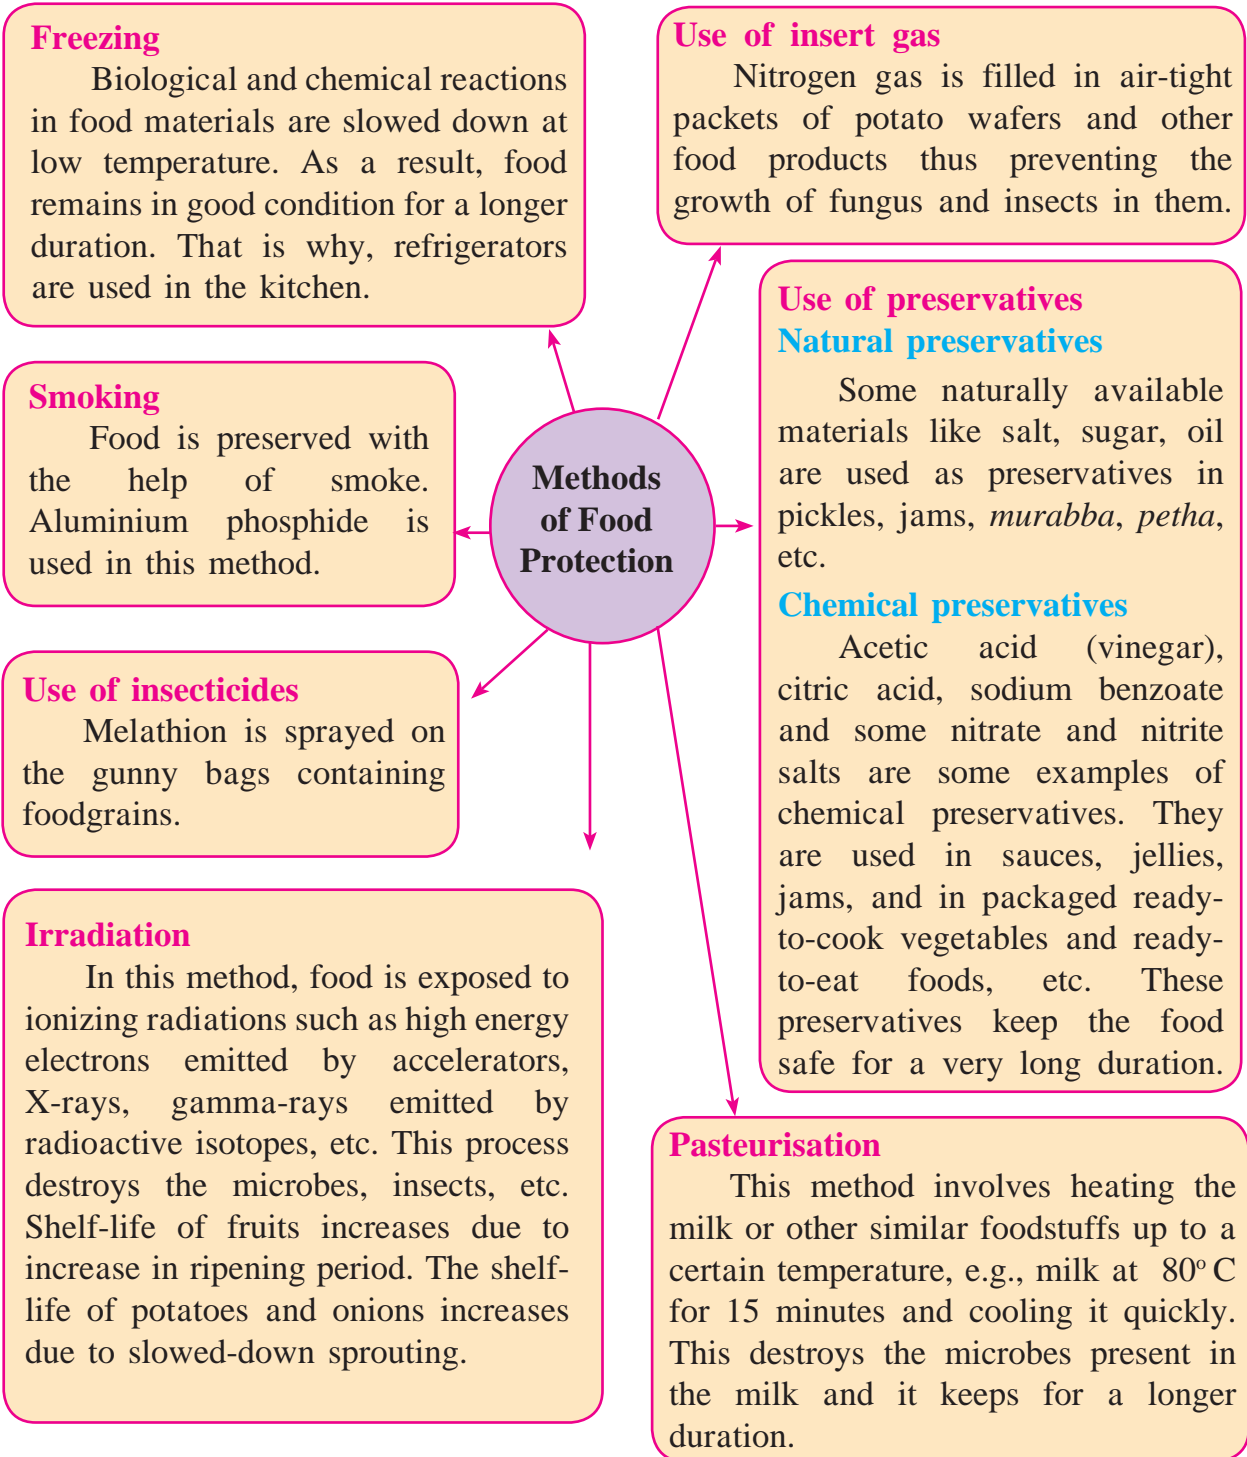 Freezing
Biological and chemical reactions
in food materials are slowed down at
low temperature. As a result, food
remains in good condition for a longer
duration. That is why, refrigerators
are used in the kitchen.
Use of insert gas
Nitrogen gas is filled in air-tight
packets of potato wafers and other
food products thus preventing the
growth of fungus and insects in them.
Smoking
Food is preserved with
the help of smoke.
Aluminium phosphide is
used in this method.
Methods
of Food
Protection
Use of preservatives
Natural preservatives
Some naturally available
materials like salt, sugar, oil
are used as preservatives in
pickles, jams, murabba, petha,
etc.
Chemical preservatives
Acetic acid (vinegar),
citric acid, sodium benzoate
and some nitrate and nitrite
salts are some examples of
chemical preservatives. They
are used in sauces, jellies,
jams, and in packaged ready-
to-cook vegetables and ready-
to-eat foods, etc. These
preservatives keep the food
safe for a very long duration.
Use of insecticides
Melathion is sprayed on
the gunny bags containing
foodgrains.
Irradiation
In this method, food is exposed to
ionizing radiations such as high energy
electrons emitted by accelerators,
X-rays, gamma-rays emitted by
radioactive isotopes, etc. This process
destroys the microbes, insects, etc.
Shelf-life of fruits increases due to
increase in ripening period. The shelf-
life of potatoes and onions increases
due to slowed-down sprouting.
Pasteurisation
This method involves heating the
milk or other similar foodstuffs up to a
certain temperature, e.g., milk at 80° C
for 15 minutes and cooling it quickly.
This destroys the microbes present in
the milk and it keeps for a longer
duration.